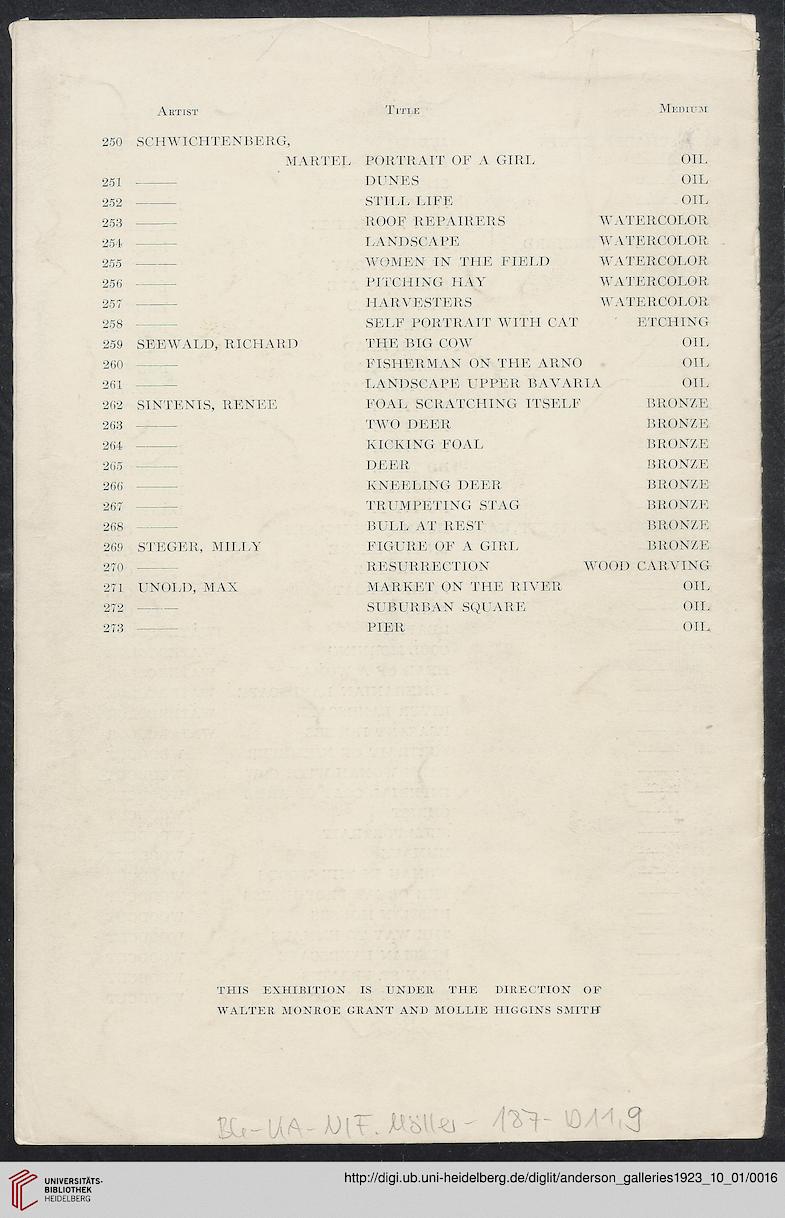 Artist Title Medium
250 SCHWICHTENBERG,
MARTEL PORTRAIT OF A GIRL OIL
251 —— DUNES OIL
252 —— STILL LIFE OIL
253 —— ROOF REPAIRERS WATERCOLOR
254 —— LANDSCAPE WATERCOLOR
255 —— WOMEN IN THE FIELD WATERCOLOR
256 —— PITCHING HAY WATERCOLOR
257 —— HARVESTERS WATERCOLOR
258 —— SELF PORTRAIT WITH CAT ETCHING
259 SEEWALD, RICHARD THE BIG COW OIL
260 —— FISHERMAN ON THE ARNO OIL
261 —— LANDSCAPE UPPER BAVARIA OIL
262 SINTENIS, RENEE FOAL SCRATCHING ITSELF BRONZE
263 —— TWO DEER BRONZE
264 —— KICKING FOAL BRONZE
265 —— DEER BRONZE
266 —— KNEELING DEER BRONZE
267 —— TRUMPETING STAG BRONZE
268 —— BULL AT REST BRONZE
269 STEGER, MILLY FIGURE OF A GIRL BRONZE
270 —— RESURRECTION WOOD CARVING
271 UNOLD, MAX MARKET ON THE RIVER OIL
272 —— SUBURBAN SQUARE OIL
273 —— PIER OIL
THIS EXHIBITION IS UNDER THE DIRECTION OF
WALTER MONROE GRANT AND MOLLIE HIGGINS SMITH
Möller - 187- D11,9
UNIVERSITÄTS-
BIBLIOTHEK
HEIDELBERG
http://digi.ub.uni-heidelberg.de/diglit/anderson_galleries1923_10_01/0016